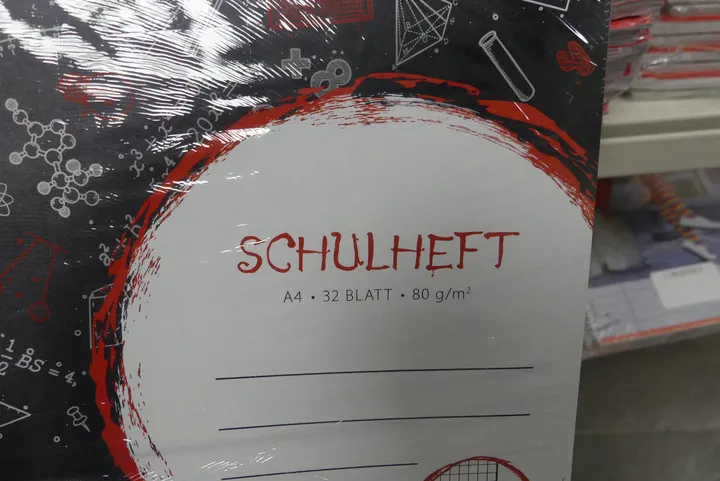 SCHULHEFT
A4 • 32 BLATT • 80 g/m²